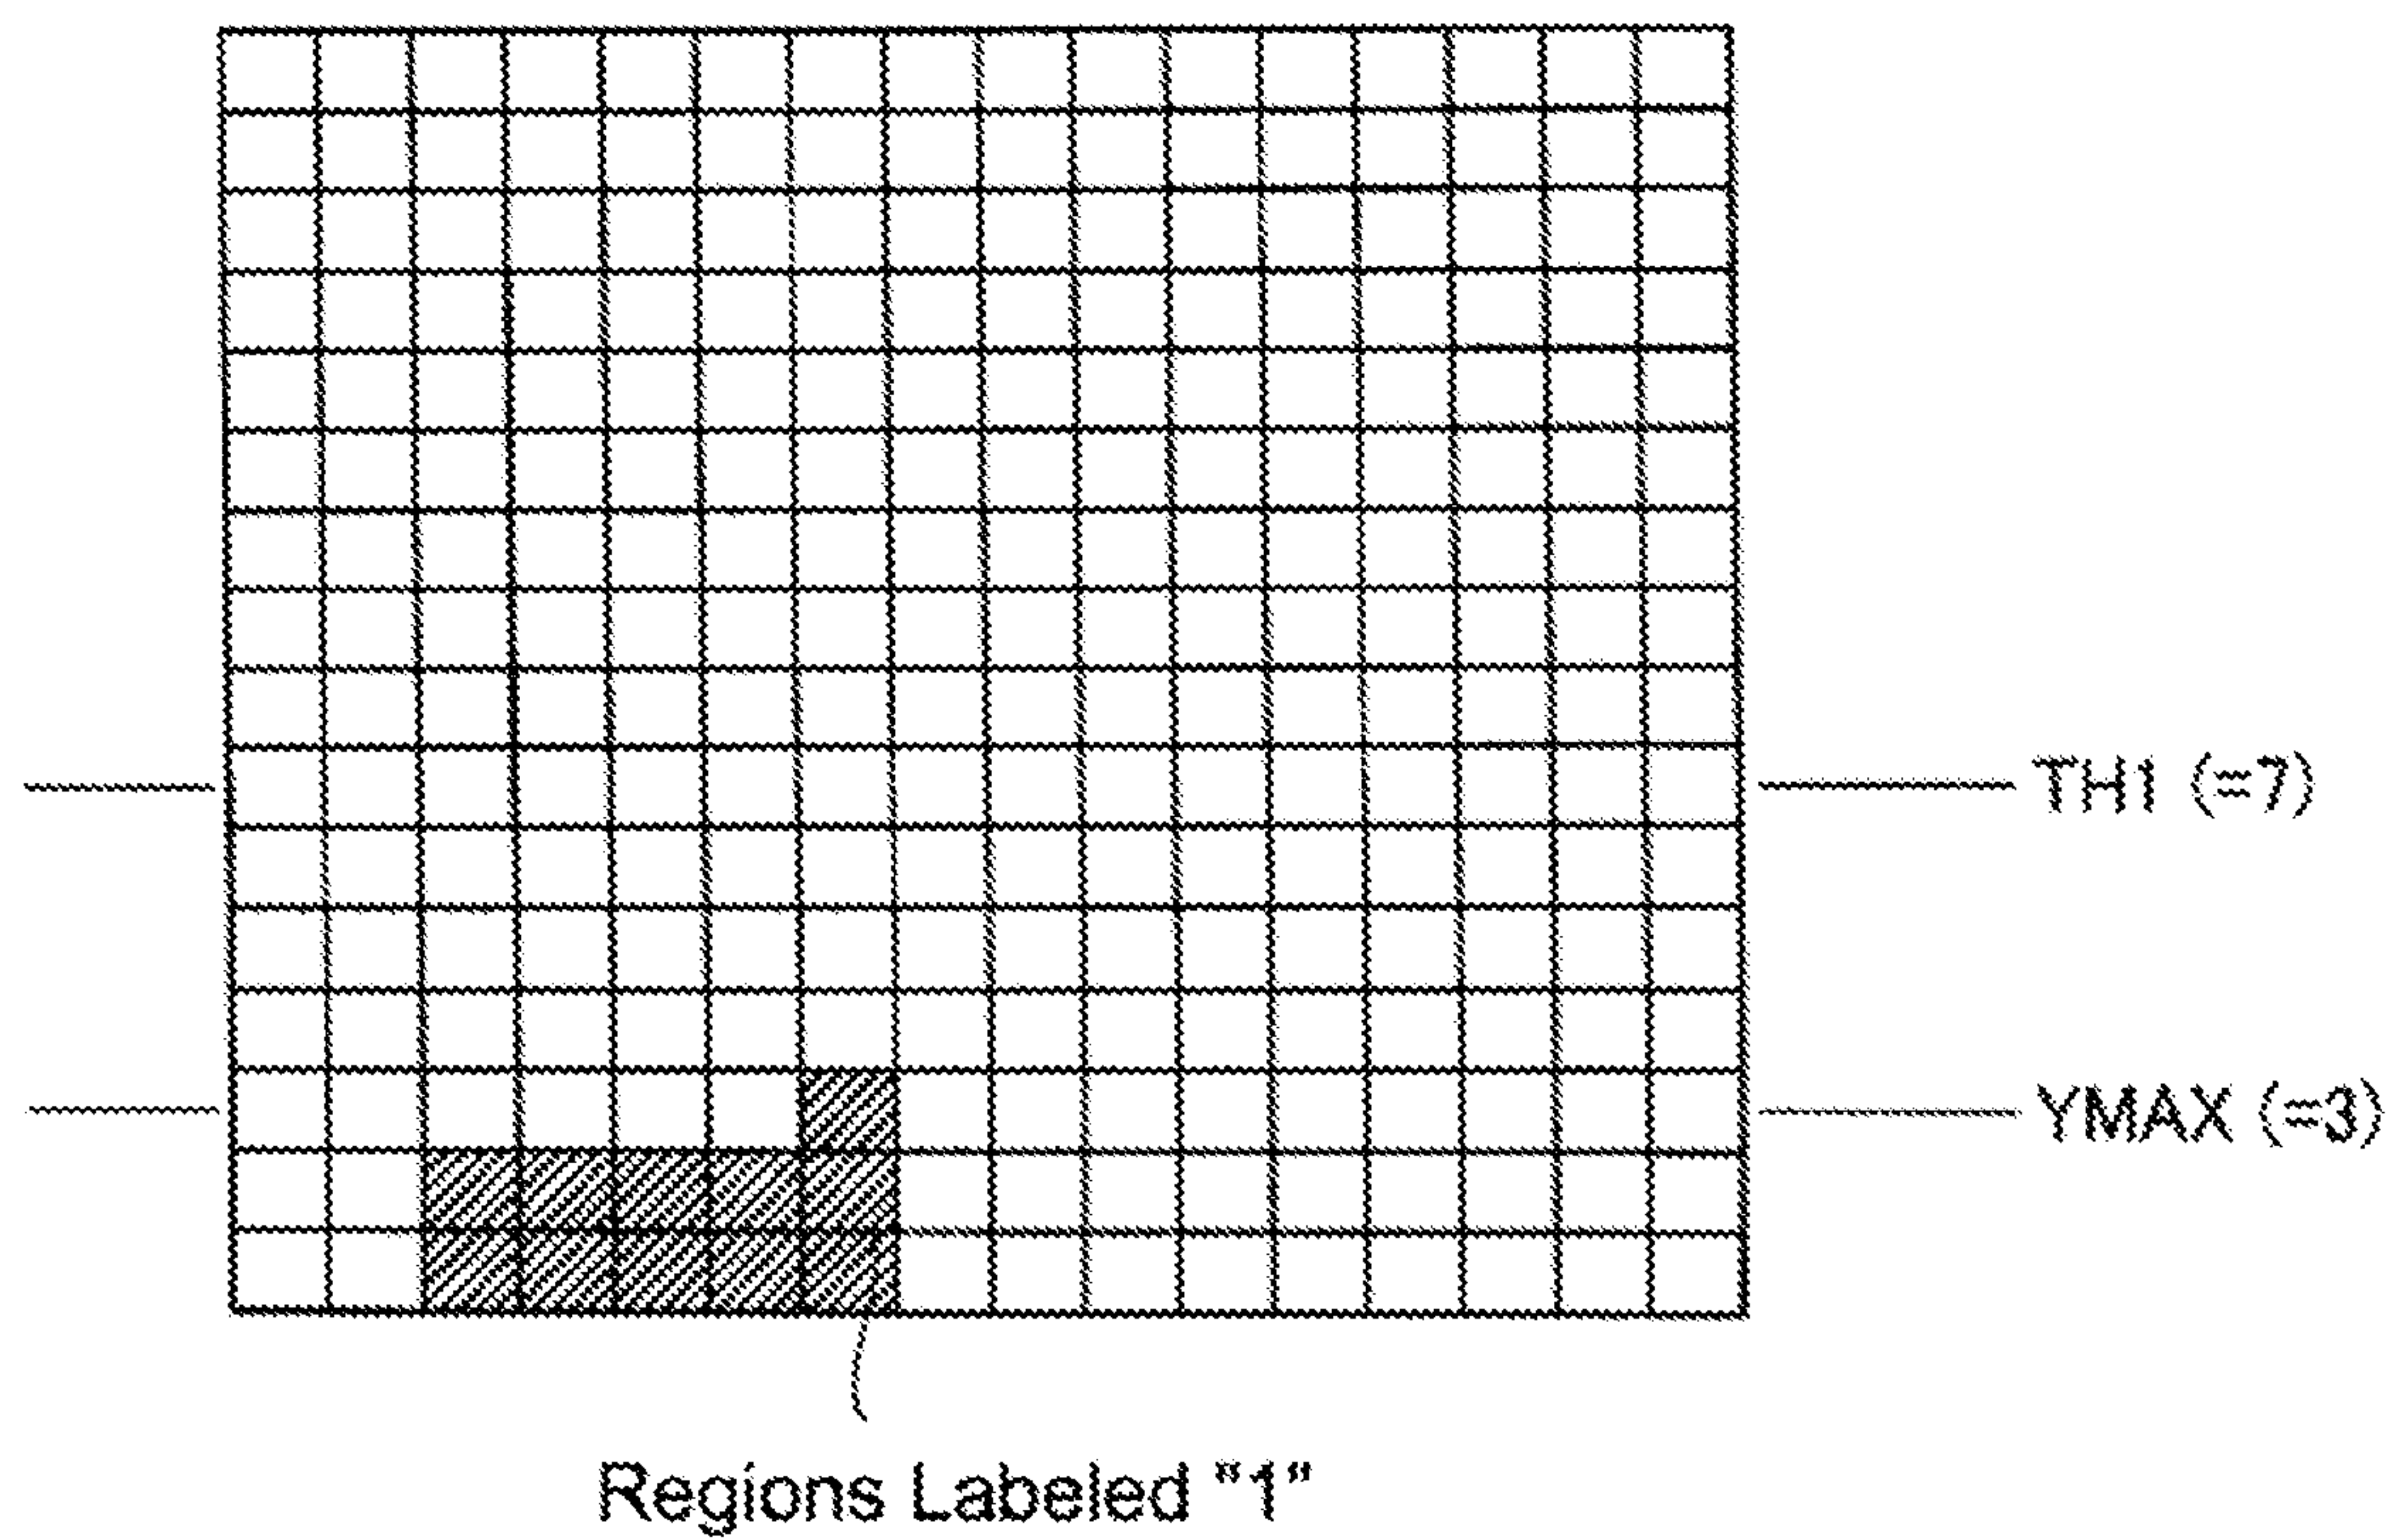 TH1 (=7)
YMAX (=3)
Regions Labeled "1"